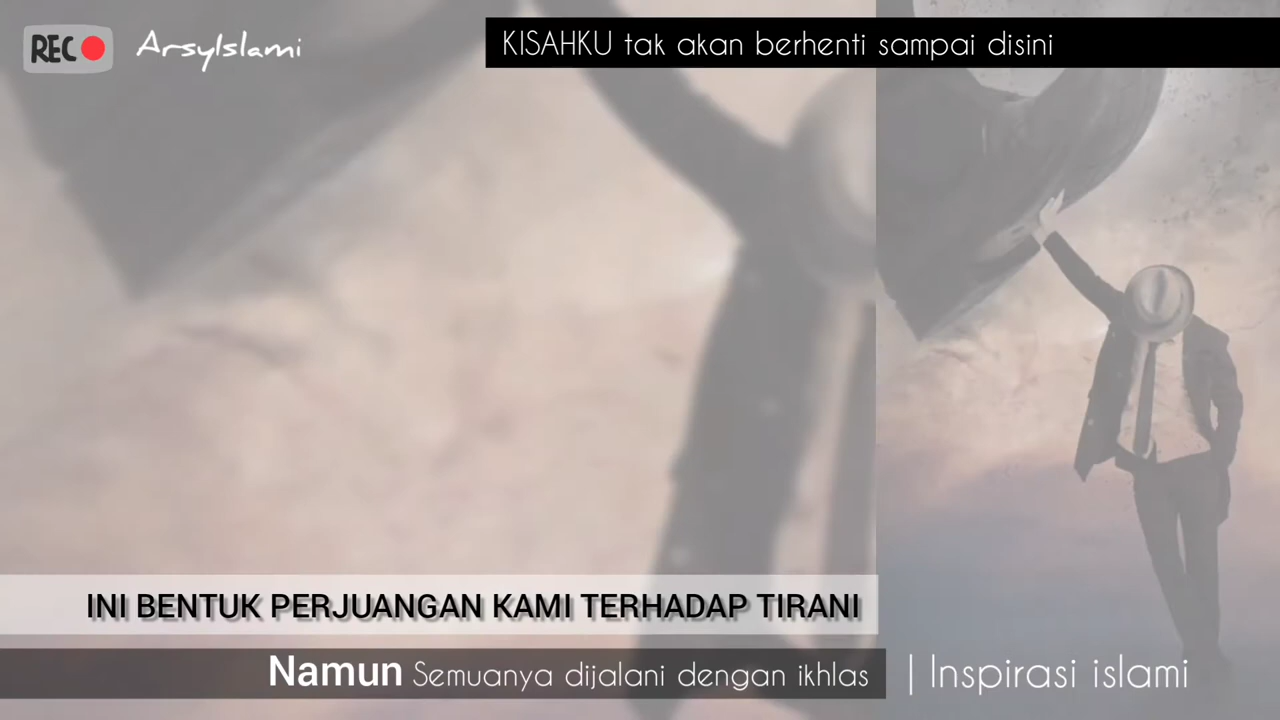 REC
ArsyIslami
KISAHKU tak akan berhenti sampai disini
INI BENTUK PERJUANGAN KAMI TERHADAP TIRANI
Namun Semuanya dijalani dengan ikhlas
| Inspirasi islami